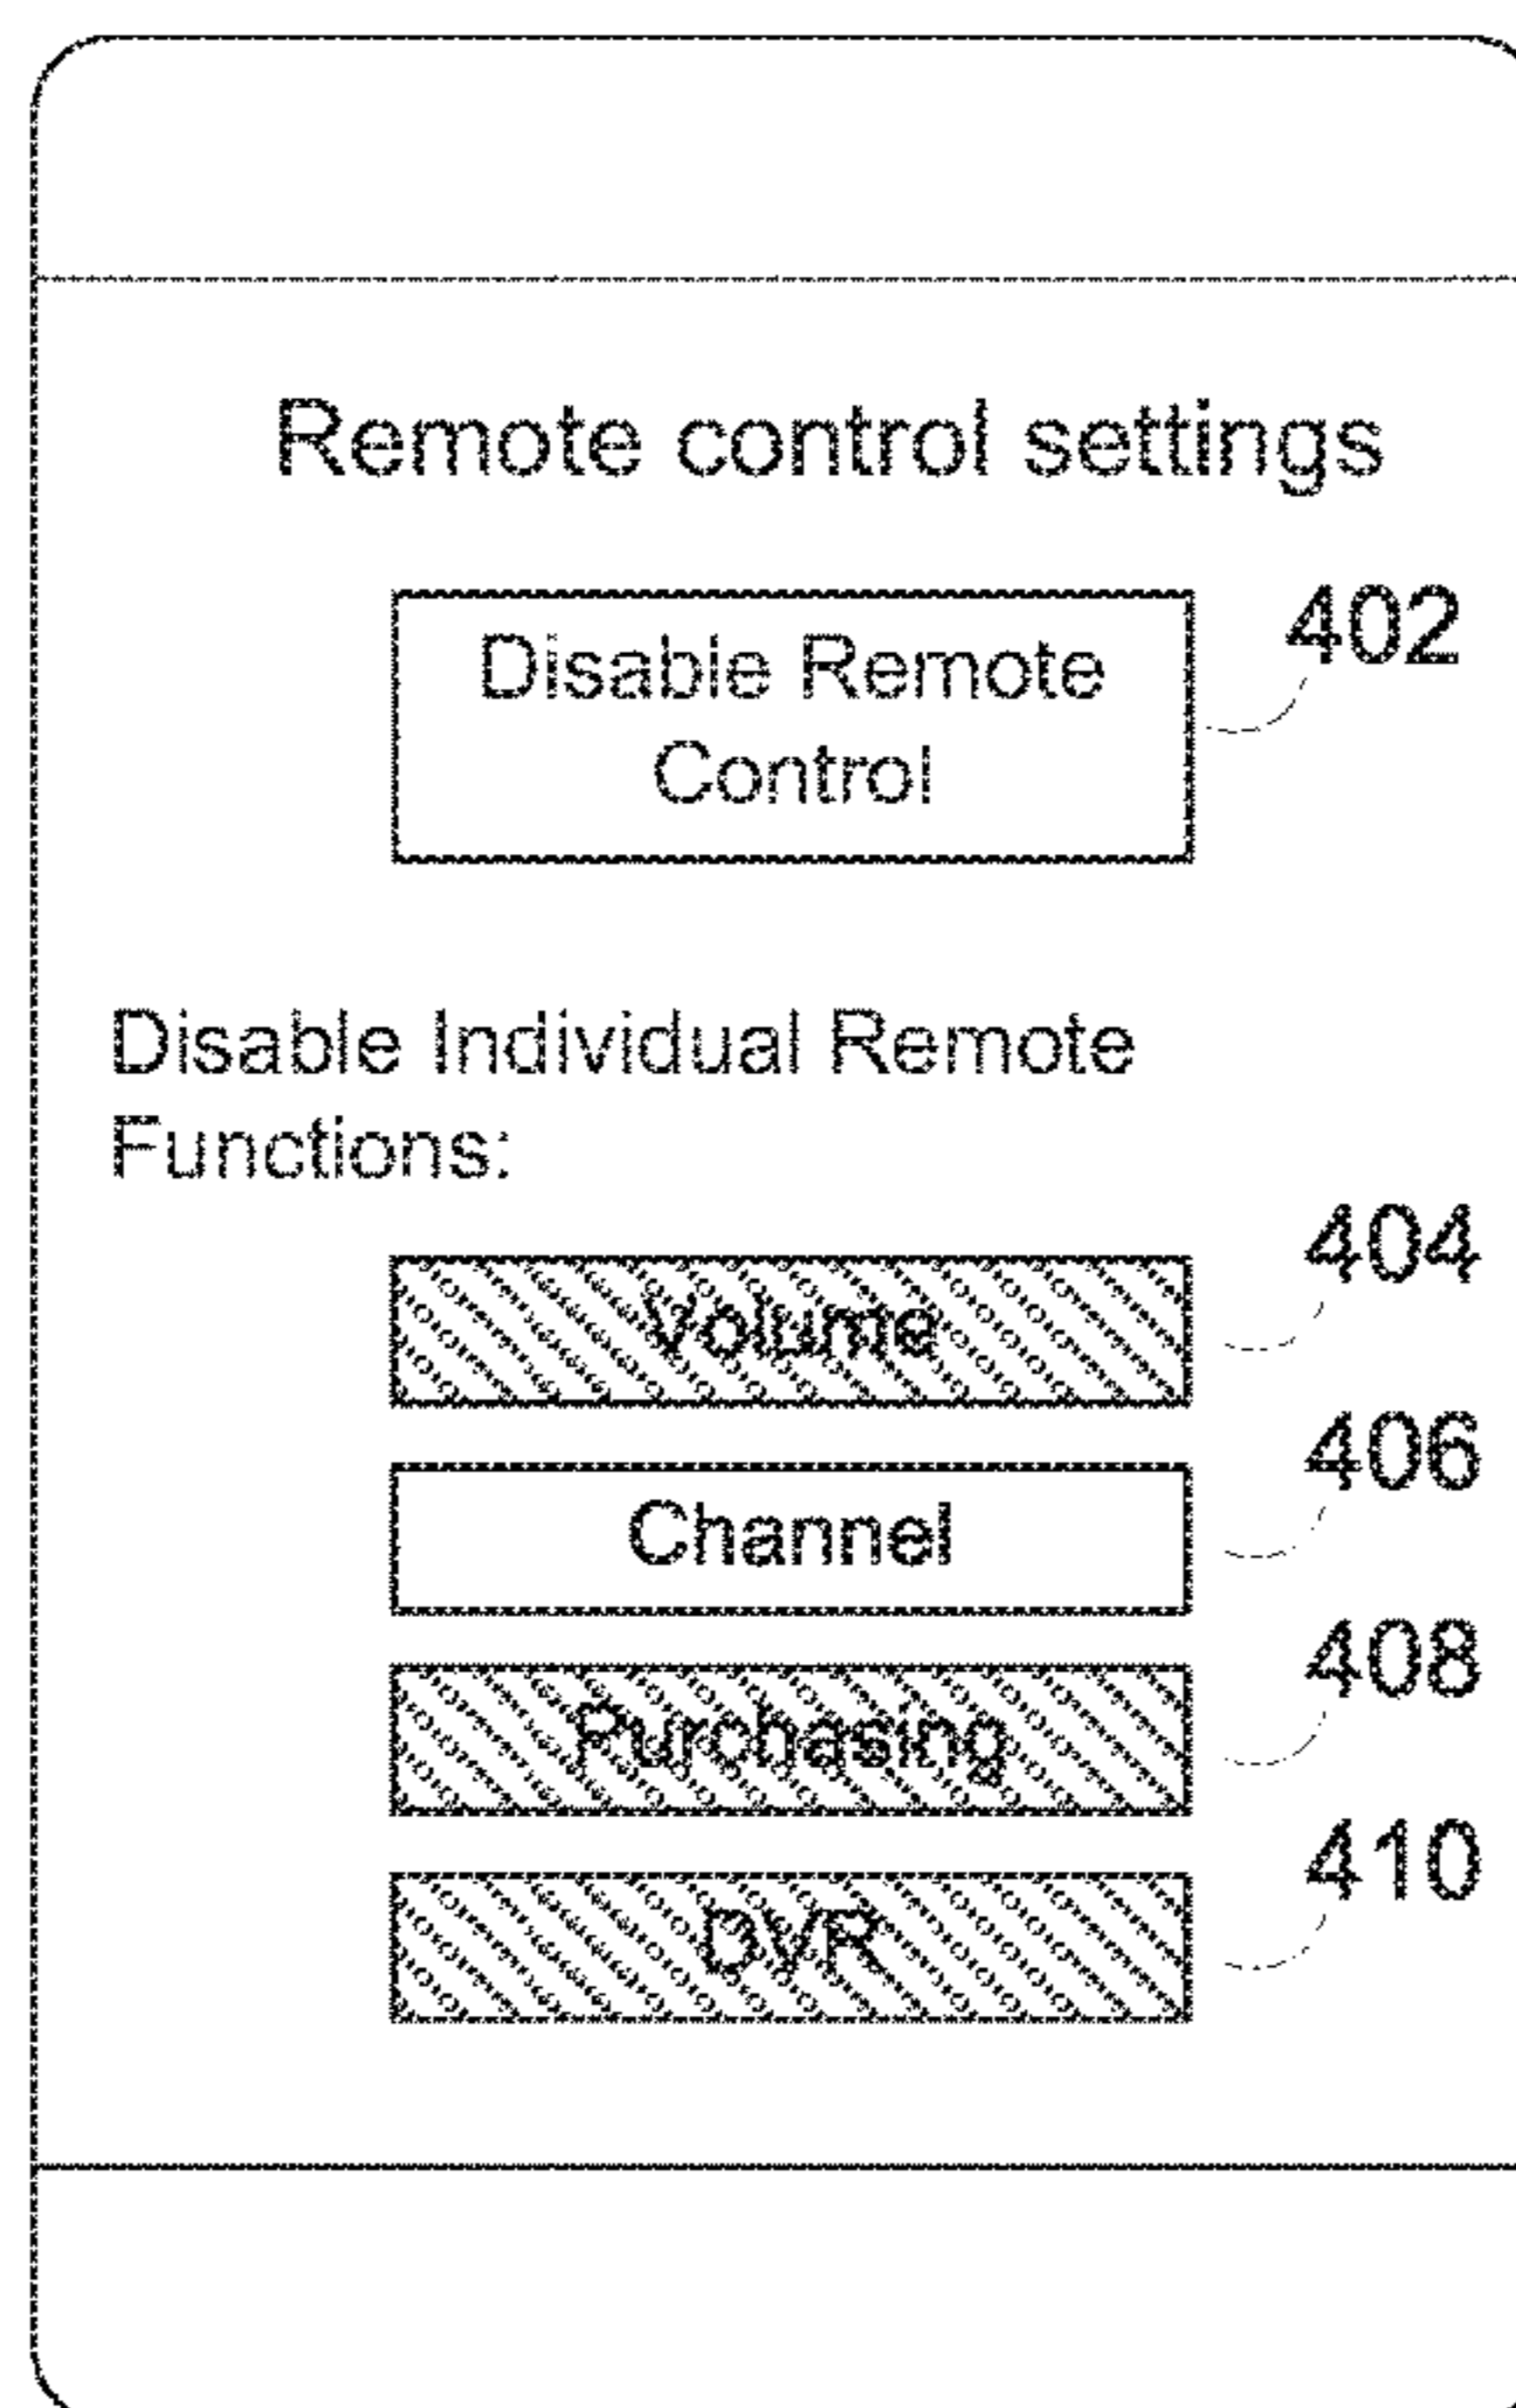 Remote control settings
Disable Remote
Control
402
Disable Individual Remote
Functions:
Volume
404
Channel
406
Purchasing
408
DVR
410